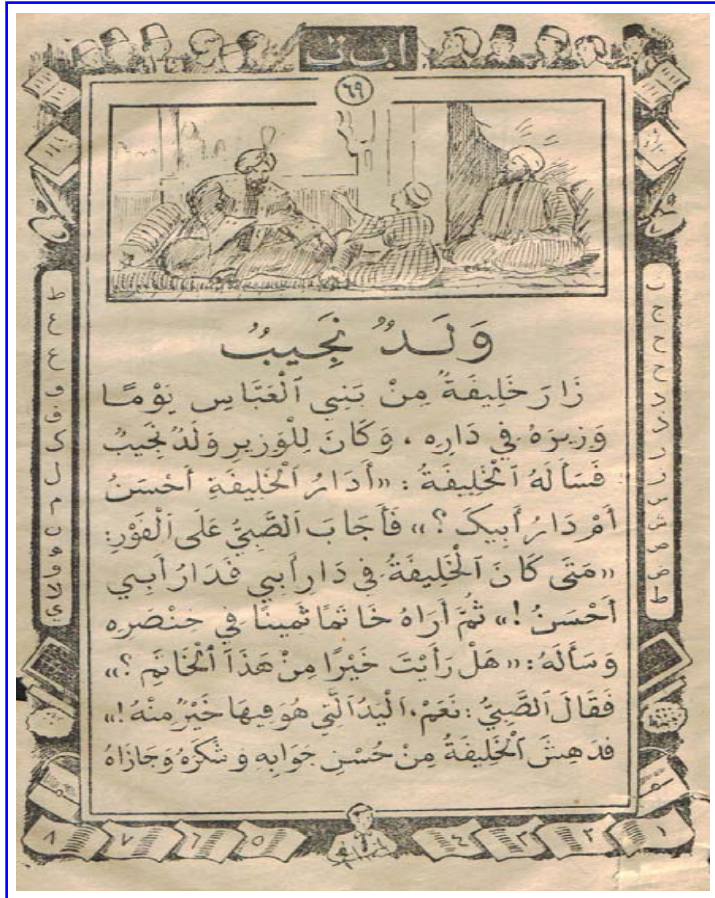 ا ب ت
٦٩
وَلَدٌ نَجِيبٌ
زَارَ خَلِيفَةٌ مِنْ بَنِي ٱلْعَبَّاسِ يَوْمًا
وَزِيرَهُ فِي دَارِهِ ، وَكَانَ لِلْوَزِيرِ وَلَدٌ نَجِيبٌ
فَسَأَلَهُ ٱلْخَلِيفَةُ : «أَدَارُ ٱلْخَلِيفَةِ أَحْسَنُ
أَمْ دَارُ أَبِيكَ ؟» فَأَجَابَ ٱلصَّبِيُّ عَلَى ٱلْفَوْرِ:
«مَتَى كَانَ ٱلْخَلِيفَةُ فِي دَارِ أَبِي فَدَارُ أَبِي
أَحْسَنُ !» ثُمَّ أَرَاهُ خَاتَمًا ثَمِينًا فِي خِنْصَرِهِ
وَسَأَلَهُ : «هَلْ رَأَيْتَ خَيْرًا مِنْ هَذَا ٱلْخَاتَمِ ؟»
فَقَالَ ٱلصَّبِيُّ : نَعَمْ، ٱلْيَدُ ٱلَّتِي هُوَ فِيهَا خَيْرٌ مِنْهُ !»
فَدَهِشَ ٱلْخَلِيفَةُ مِنْ حُسْنِ جَوَابِهِ وَشَكَرَهُ وَجَازَاهُ
١ ٢ ٣ ٤ ٥ ٦ ٧ ٨